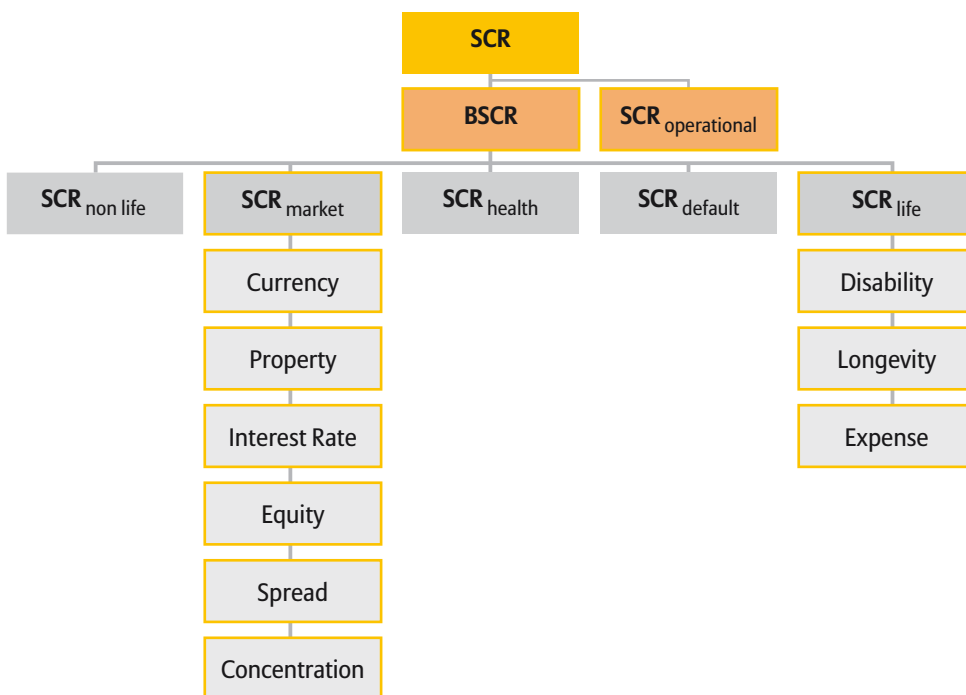 SCR
BSCR
SCR operational
SCR non life
SCR market
SCR health
SCR default
SCR life
Currency
Disability
Property
Longevity
Interest Rate
Expense
Equity
Spread
Concentration